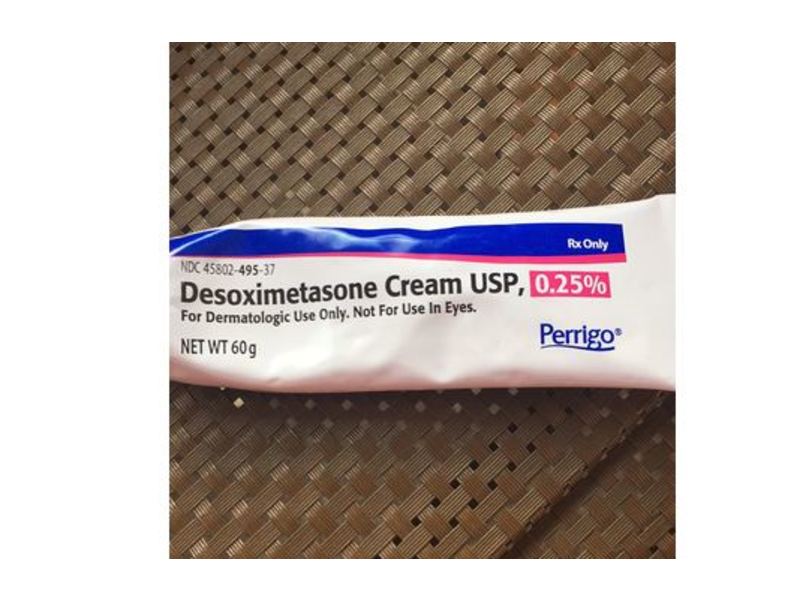 Rx Only
NDC 45802-495-37
Desoximetasone Cream USP, 0.25%
For Dermatologic Use Only. Not For Use In Eyes.
Perrigo®
NET WT 60g